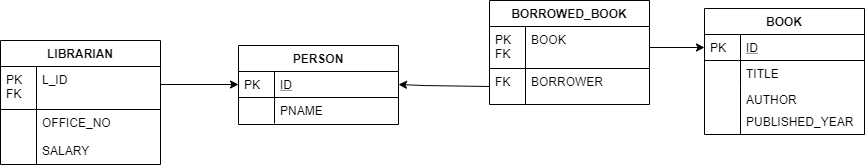 LIBRARIAN
PK L_ID
FK
OFFICE_NO
SALARY
PERSON
PK ID
PNAME
BORROWED_BOOK
PK BOOK
FK
FK BORROWER
BOOK
PK ID
TITLE
AUTHOR
PUBLISHED_YEAR